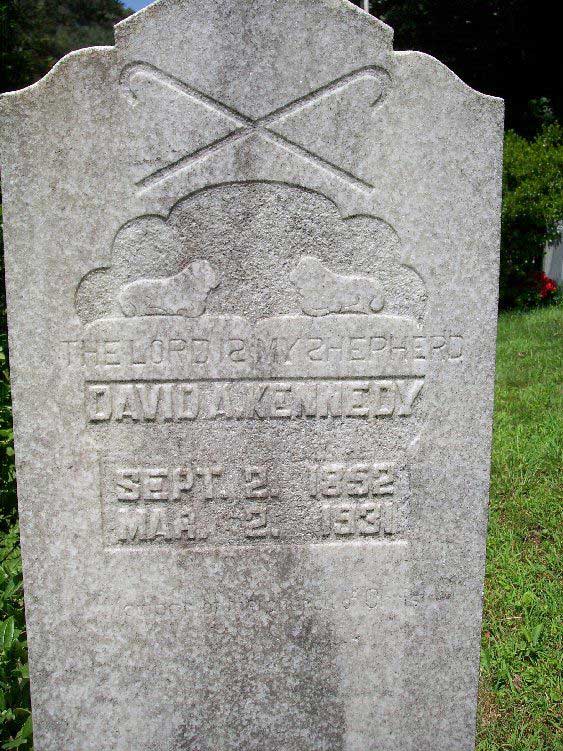 THE LORD IS MY SHEPHERD
DAVID A. KENNEDY
SEPT. 2. 1852
MAR. 2. 1931